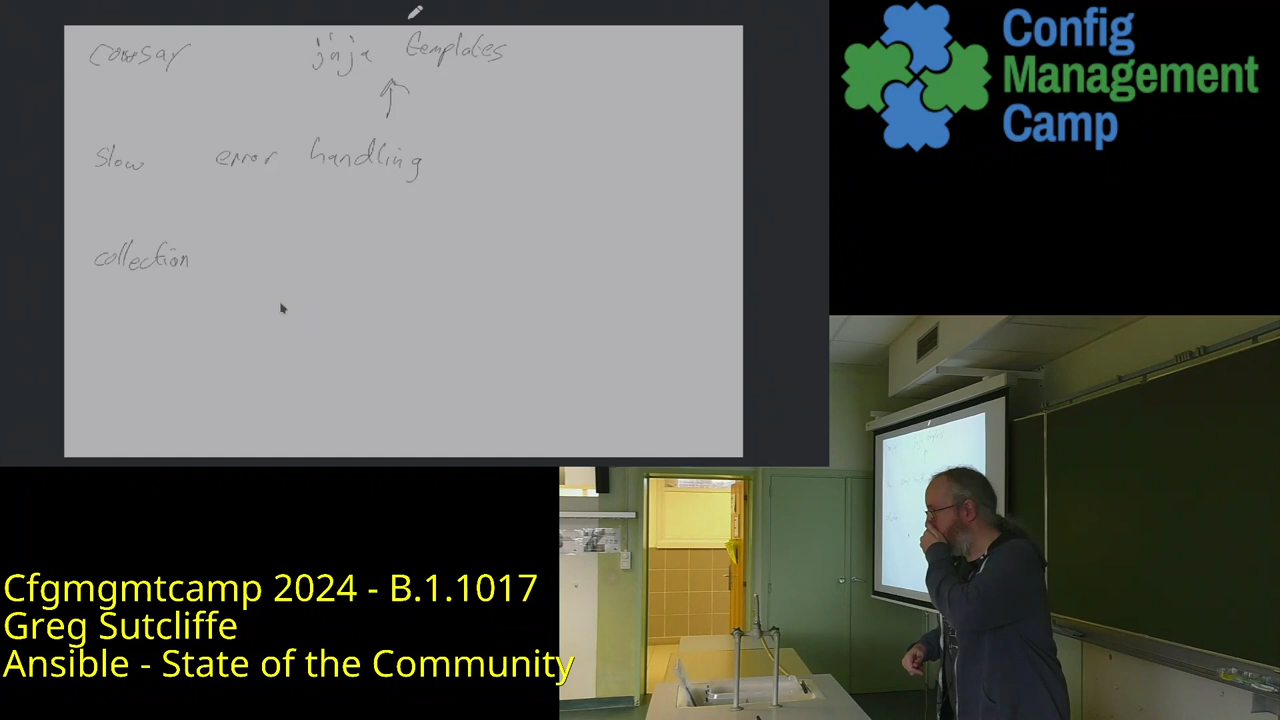 cowsay jinja templates
slow error handling
collection
Config
Management
Camp
Cfgmgmtcamp 2024 - B.1.1017
Greg Sutcliffe
Ansible - State of the Community